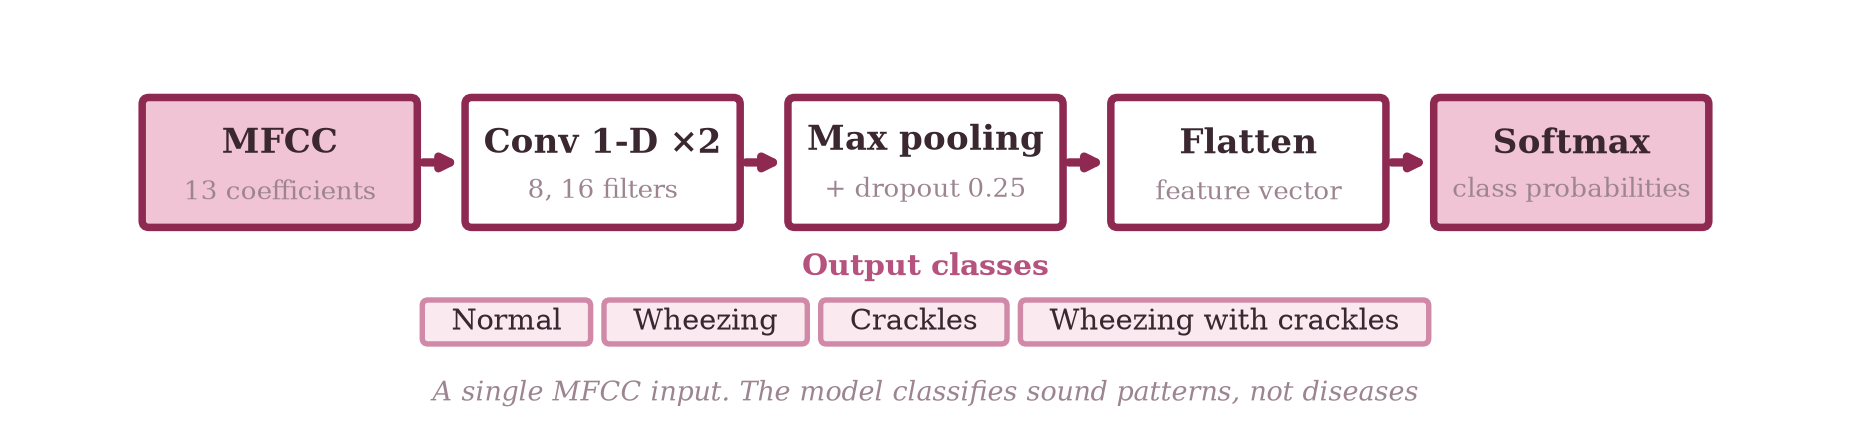 MFCC
13 coefficients
Conv 1-D ×2
8, 16 filters
Max pooling
+ dropout 0.25
Flatten
feature vector
Softmax
class probabilities
Output classes
Normal
Wheezing
Crackles
Wheezing with crackles
A single MFCC input. The model classifies sound patterns, not diseases